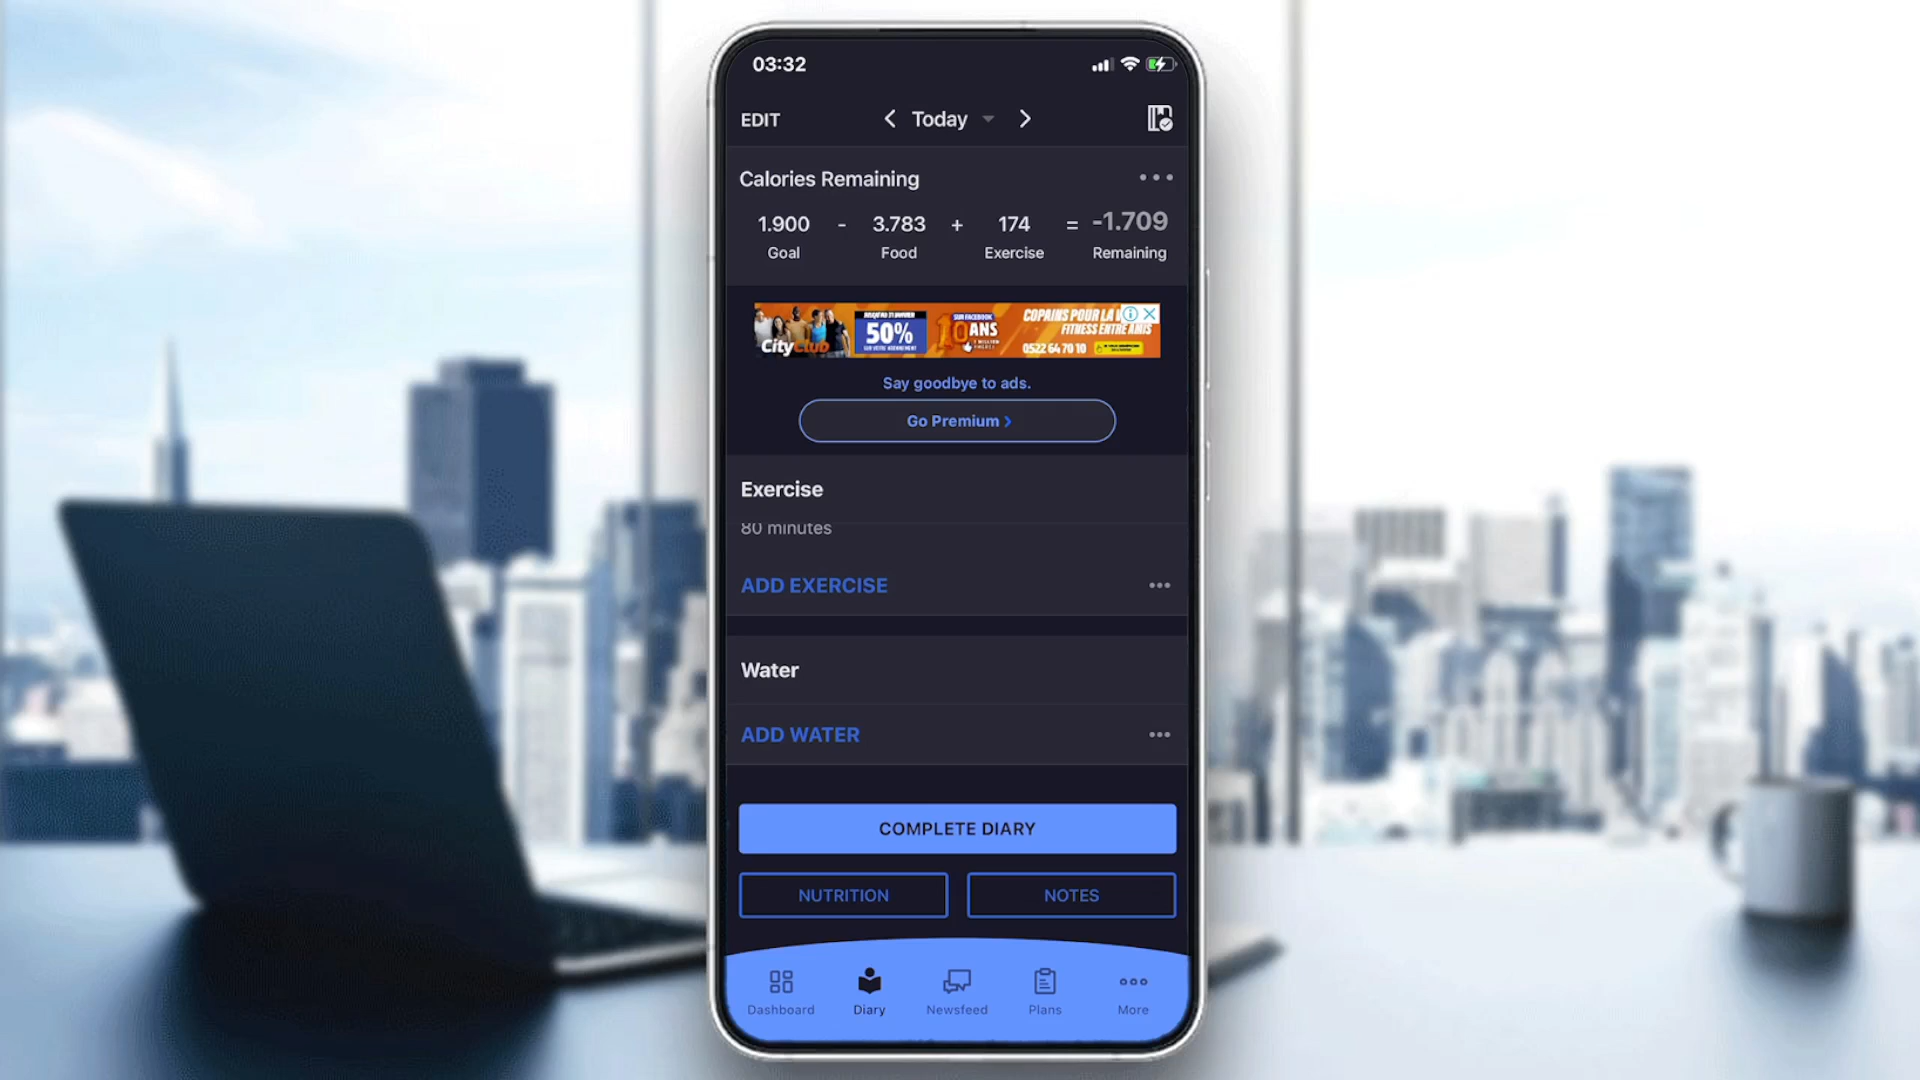 03:32
EDIT
Today
Calories Remaining
1.900 - 3.783 + 174 = -1.709
Goal Food Exercise Remaining
CityClub
50%
SUR FACEBOOK
10 ANS
COPAINS POUR LA
FITNESS ENTRE AMIS
0522 64 70 10
Say goodbye to ads.
Go Premium
Exercise
80 minutes
ADD EXERCISE
Water
ADD WATER
COMPLETE DIARY
NUTRITION
NOTES
Dashboard Diary Newsfeed Plans More